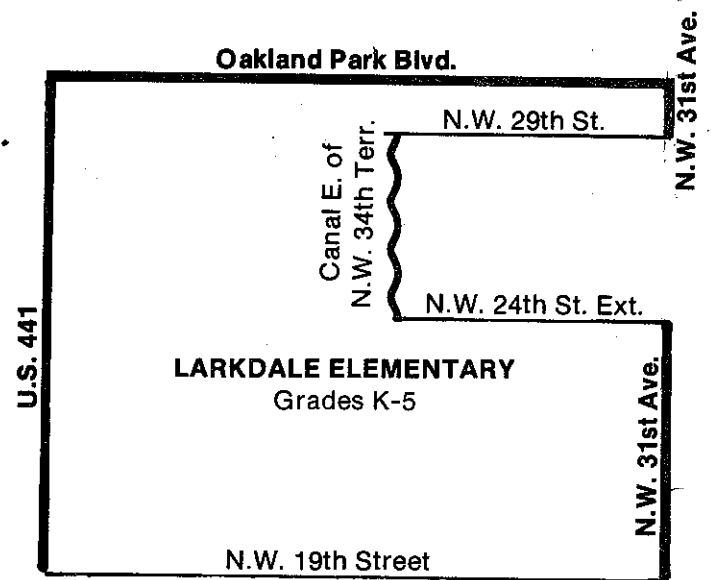 Oakland Park Blvd.
N.W. 31st Ave.
N.W. 29th St.
Canal E. of
N.W. 34th Terr.
N.W. 24th St. Ext.
U.S. 441
LARKDALE ELEMENTARY
Grades K-5
N.W. 31st Ave.
N.W. 19th Street